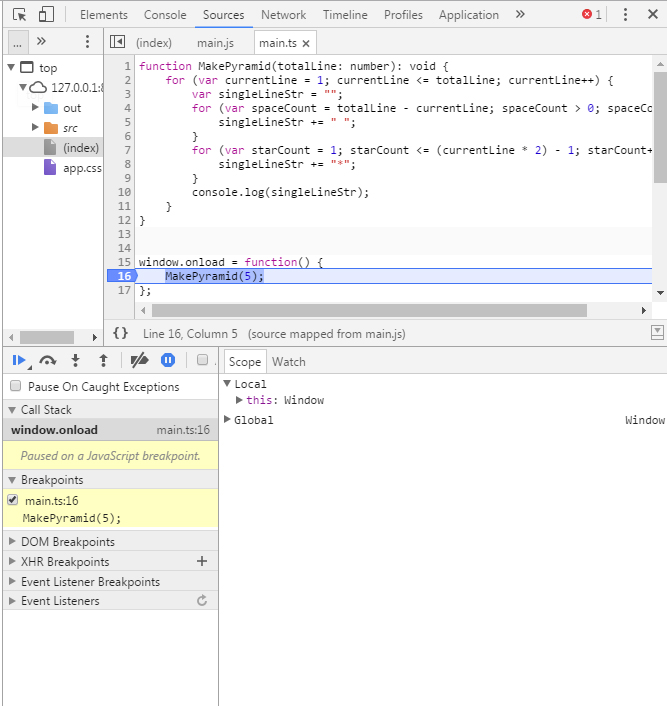 Elements Console Sources Network Timeline Profiles Application » 1
... » (index) main.js main.ts ×
top
127.0.0.1:8
out
src
(index)
app.css
1 function MakePyramid(totalLine: number): void {
2 for (var currentLine = 1; currentLine <= totalLine; currentLine++) {
3 var singleLineStr = "";
4 for (var spaceCount = totalLine - currentLine; spaceCount > 0; spaceCo
5 singleLineStr += " ";
6 }
7 for (var starCount = 1; starCount <= (currentLine * 2) - 1; starCount+
8 singleLineStr += "*";
9 }
10 console.log(singleLineStr);
11 }
12 }
13
14
15 window.onload = function() {
16 MakePyramid(5);
17 };
{} Line 16, Column 5 (source mapped from main.js)
Pause On Caught Exceptions
Call Stack
window.onload main.ts:16
Paused on a JavaScript breakpoint.
Breakpoints
main.ts:16
MakePyramid(5);
DOM Breakpoints
XHR Breakpoints +
Event Listener Breakpoints
Event Listeners
Scope Watch
Local
this: Window
Global Window